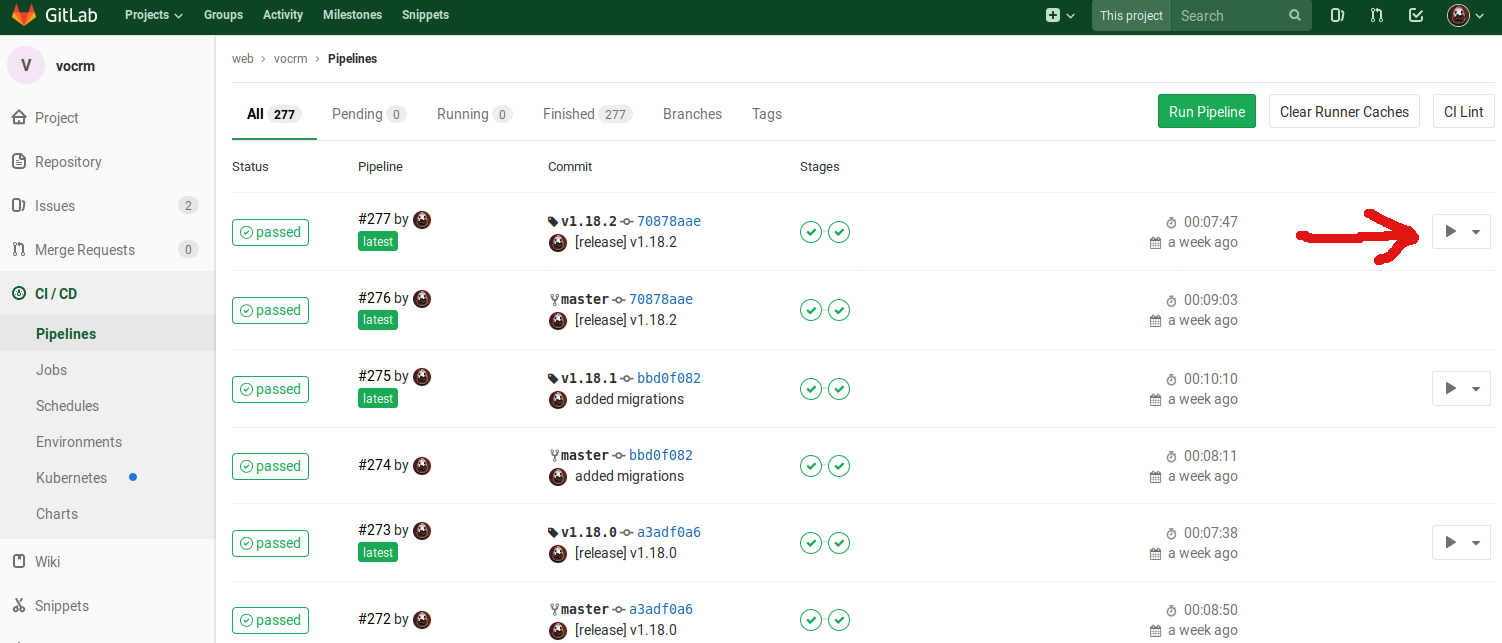 GitLab Projects Groups Activity Milestones Snippets This project Search
V vocrm
web › vocrm › Pipelines
All 277 Pending 0 Running 0 Finished 277 Branches Tags Run Pipeline Clear Runner Caches CI Lint
Project
Repository
Issues 2
Merge Requests 0
CI / CD
Pipelines
Jobs
Schedules
Environments
Kubernetes
Charts
Wiki
Snippets
Status Pipeline Commit Stages
passed #277 by v1.18.2 70878aae 00:07:47
latest [release] v1.18.2 a week ago
passed #276 by master 70878aae 00:09:03
latest [release] v1.18.2 a week ago
passed #275 by v1.18.1 bbd0f082 00:10:10
latest added migrations a week ago
passed #274 by master bbd0f082 00:08:11
added migrations a week ago
passed #273 by v1.18.0 a3adf0a6 00:07:38
latest [release] v1.18.0 a week ago
passed #272 by master a3adf0a6 00:08:50
[release] v1.18.0 a week ago